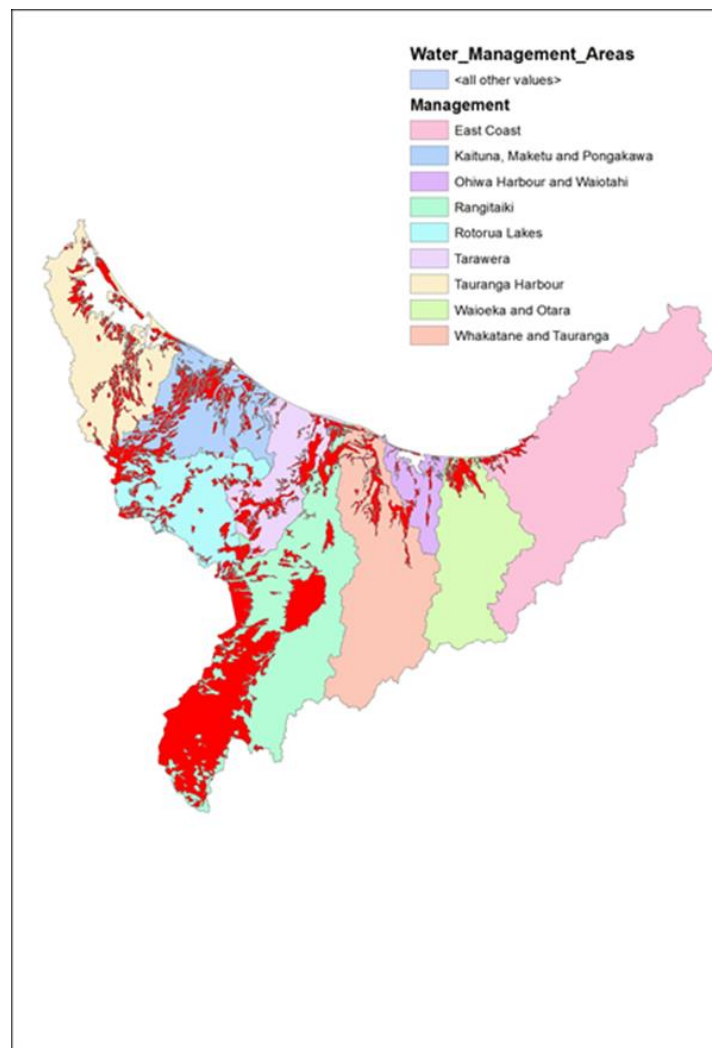 Water_Management_Areas
<all other values>
Management
East Coast
Kaituna, Maketu and Pongakawa
Ohiwa Harbour and Waiotahi
Rangitaiki
Rotorua Lakes
Tarawera
Tauranga Harbour
Waioeka and Otara
Whakatane and Tauranga